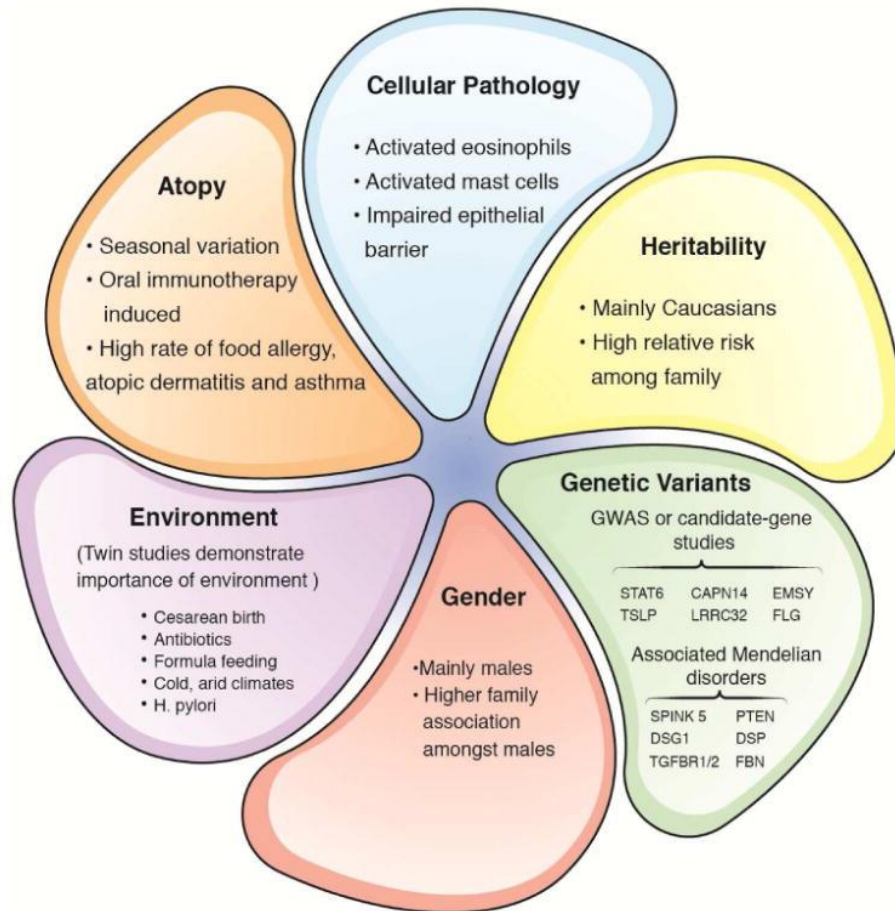 Cellular Pathology
• Activated eosinophils
• Activated mast cells
• Impaired epithelial
barrier
Atopy
• Seasonal variation
• Oral immunotherapy
induced
• High rate of food allergy,
atopic dermatitis and asthma
Heritability
• Mainly Caucasians
• High relative risk
among family
Environment
(Twin studies demonstrate
importance of environment )
• Cesarean birth
• Antibiotics
• Formula feeding
• Cold, arid climates
• H. pylori
Gender
•Mainly males
• Higher family
association
amongst males
Genetic Variants
GWAS or candidate-gene
studies
STAT6 CAPN14 EMSY
TSLP LRRC32 FLG
Associated Mendelian
disorders
SPINK 5 PTEN
DSG1 DSP
TGFBR1/2 FBN